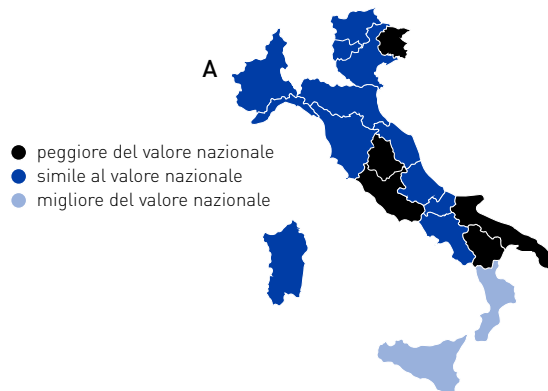 A
peggiore del valore nazionale
simile al valore nazionale
migliore del valore nazionale